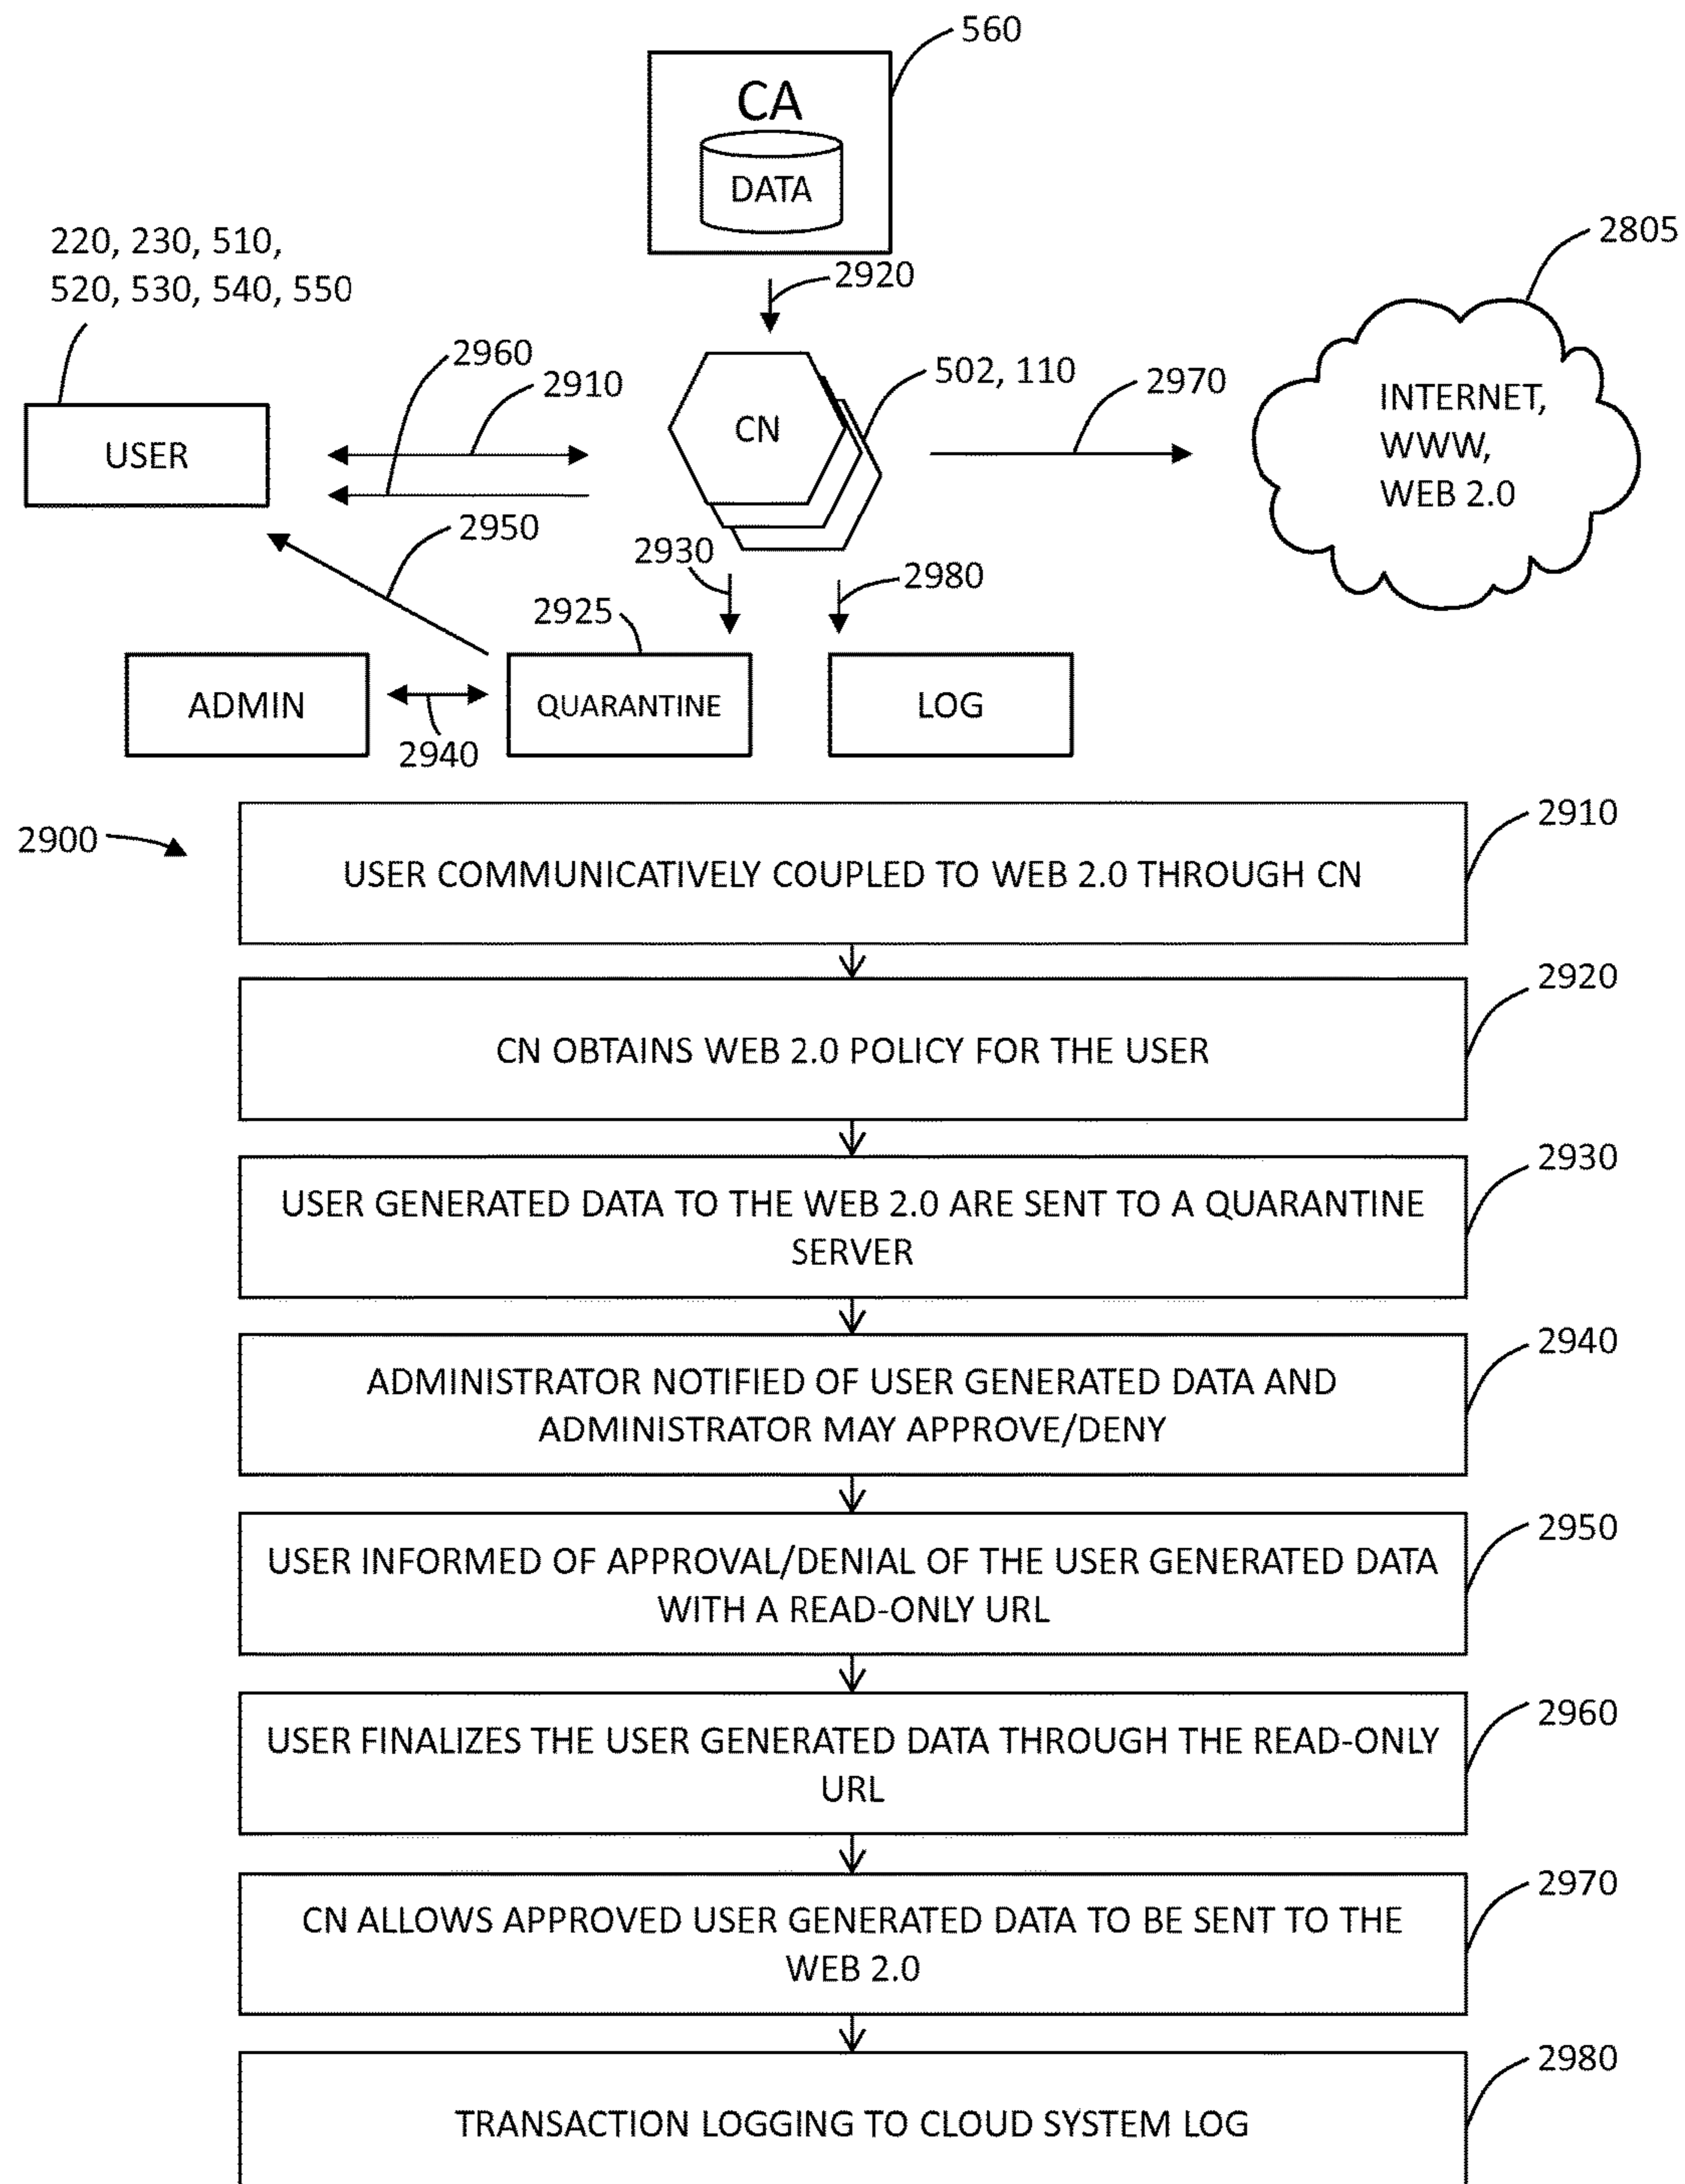 560
CA
DATA
2920
2805
220, 230, 510,
520, 530, 540, 550
2960
2910
502, 110
2970
USER
CN
INTERNET,
WWW,
WEB 2.0
2950
2930
2980
2925
ADMIN
QUARANTINE
LOG
2940
2900
2910
USER COMMUNICATIVELY COUPLED TO WEB 2.0 THROUGH CN
2920
CN OBTAINS WEB 2.0 POLICY FOR THE USER
2930
USER GENERATED DATA TO THE WEB 2.0 ARE SENT TO A QUARANTINE
SERVER
2940
ADMINISTRATOR NOTIFIED OF USER GENERATED DATA AND
ADMINISTRATOR MAY APPROVE/DENY
2950
USER INFORMED OF APPROVAL/DENIAL OF THE USER GENERATED DATA
WITH A READ-ONLY URL
2960
USER FINALIZES THE USER GENERATED DATA THROUGH THE READ-ONLY
URL
2970
CN ALLOWS APPROVED USER GENERATED DATA TO BE SENT TO THE
WEB 2.0
2980
TRANSACTION LOGGING TO CLOUD SYSTEM LOG